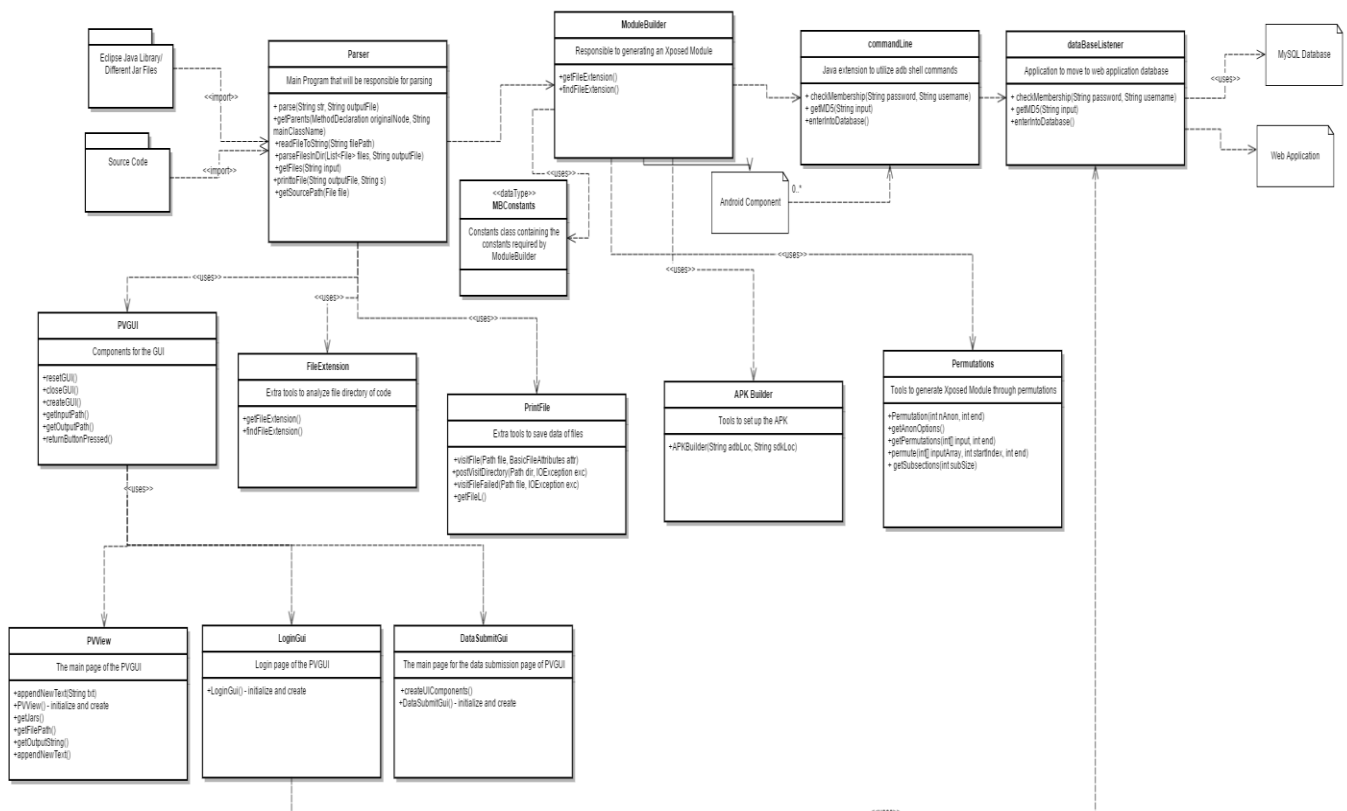 Eclipse Java Library/
Different Jar Files
Source Code
<<import>>
<<import>>
Parser
Main Program that will be responsible for parsing
+ parse(String str, String outputFile)
+getParents(MethodDeclaration originalNode, String
mainClassName)
+readFileToString(String filePath)
+parseFilesInDir(List<File> files, String outputFile)
+getFiles(String input)
+printtoFile(String outputFile, String s)
+getSourcePath(File file)
ModuleBuilder
Responsible to generating an Xposed Module
+getFileExtension()
+findFileExtension()
<<uses>>
<<dataType>>
MBConstants
Constants class containing the
constants required by
ModuleBuilder
Android Component
0..*
commandLine
Java extension to utilize adb shell commands
+ checkMembership(String password, String username)
+ getMD5(String input)
+enterIntoDatabase()
dataBaseListener
Application to move to web application database
+ checkMembership(String password, String username)
+ getMD5(String input)
+enterIntoDatabase()
<<uses>>
MySQL Database
Web Application
<<uses>>
<<uses>>
<<uses>>
<<uses>>
PVGUI
Components for the GUI
+resetGUI()
+closeGUI()
+createGUI()
+getInputPath()
+getOutputPath()
+returnButtonPressed()
FileExtension
Extra tools to analyze file directory of code
+getFileExtension()
+findFileExtension()
PrintFile
Extra tools to save data of files
+visitFile(Path file, BasicFileAttributes attr)
+postVisitDirectory(Path dir, IOException exc)
+visitFileFailed(Path file, IOException exc)
+getFileL()
<<uses>>
APK Builder
Tools to set up the APK
+APKBuilder(String adbLoc, String sdkLoc)
Permutations
Tools to generate Xposed Module through permutations
+Permutation(int nAnon, int end)
+getAnonOptions()
+getPermutations(int[] input, int end)
+permute(int[] inputArray, int startIndex, int end)
+ getSubsections(int subSize)
<<uses>>
PVView
The main page of the PVGUI
+appendNewText(String txt)
+PVView() - initialize and create
+getJars()
+getFilePath()
+getOutputString()
+appendNewText()
LoginGui
Login page of the PVGUI
+LoginGui() - initialize and create
DataSubmitGui
The main page for the data submission page of PVGUI
+createUIComponents()
+DataSubmitGui() - initialize and create